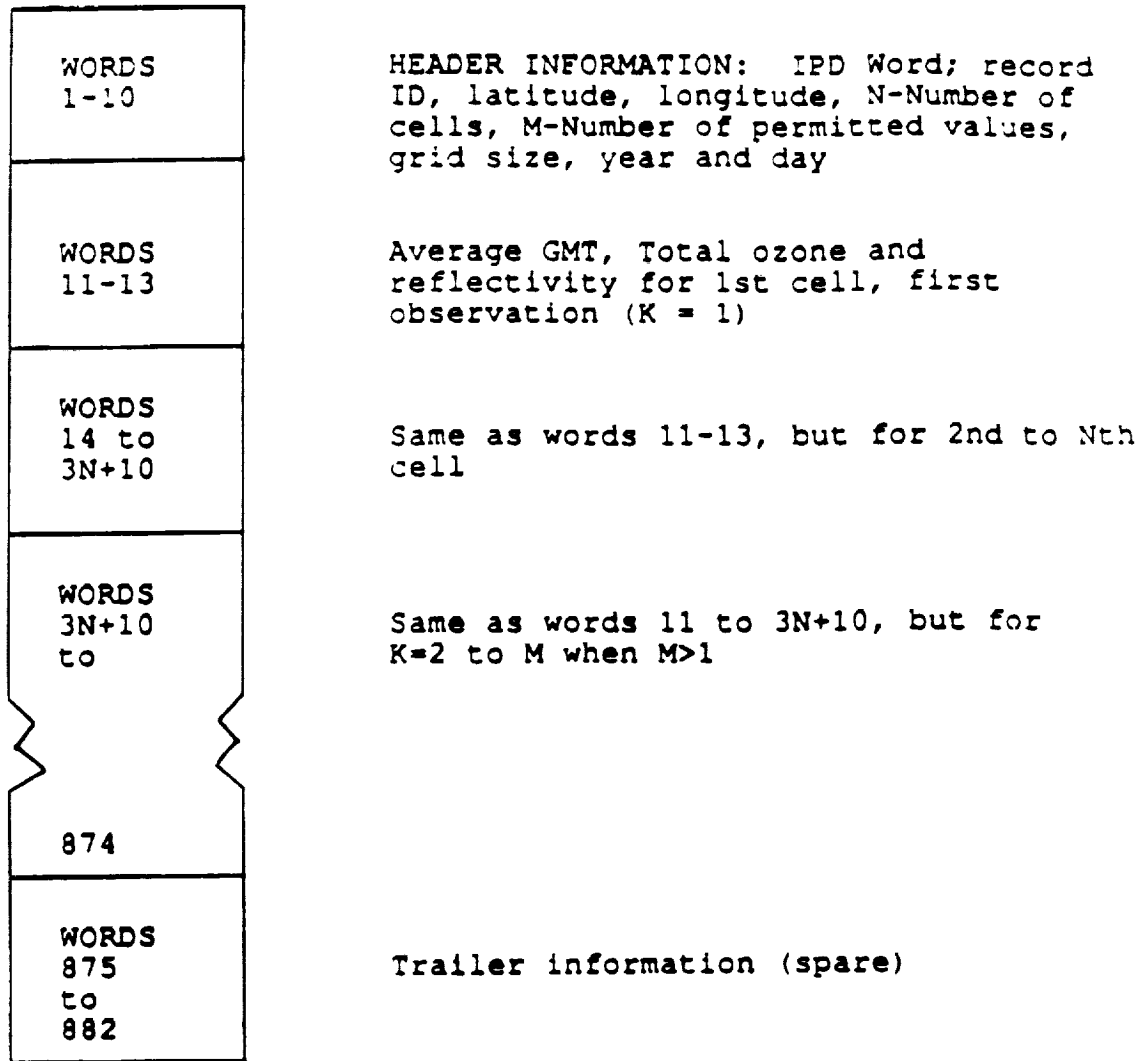 WORDS
1-10
HEADER INFORMATION: IPD Word; record
ID, latitude, longitude, N-Number of
cells, M-Number of permitted values,
grid size, year and day
WORDS
11-13
Average GMT, Total ozone and
reflectivity for 1st cell, first
observation (K = 1)
WORDS
14 to
3N+10
Same as words 11-13, but for 2nd to Nth
cell
WORDS
3N+10
to
Same as words 11 to 3N+10, but for
K=2 to M when M>1
874
WORDS
875
to
882
Trailer information (spare)